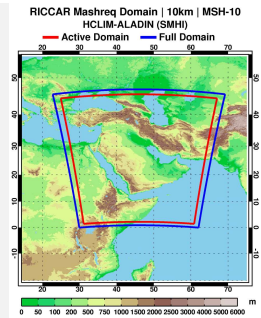 RICCAR Mashreq Domain | 10km | MSH-10
HCLIM-ALADIN (SMHI)
Active Domain Full Domain
20 30 40 50 60 70
50 50
40 40
30 30
20 20
10 10
0 0
-10 -10
20 30 40 50 60 70
m
0 50 100 200 500 750 1000 1500 2000 2500 3000 4000 5000 6000